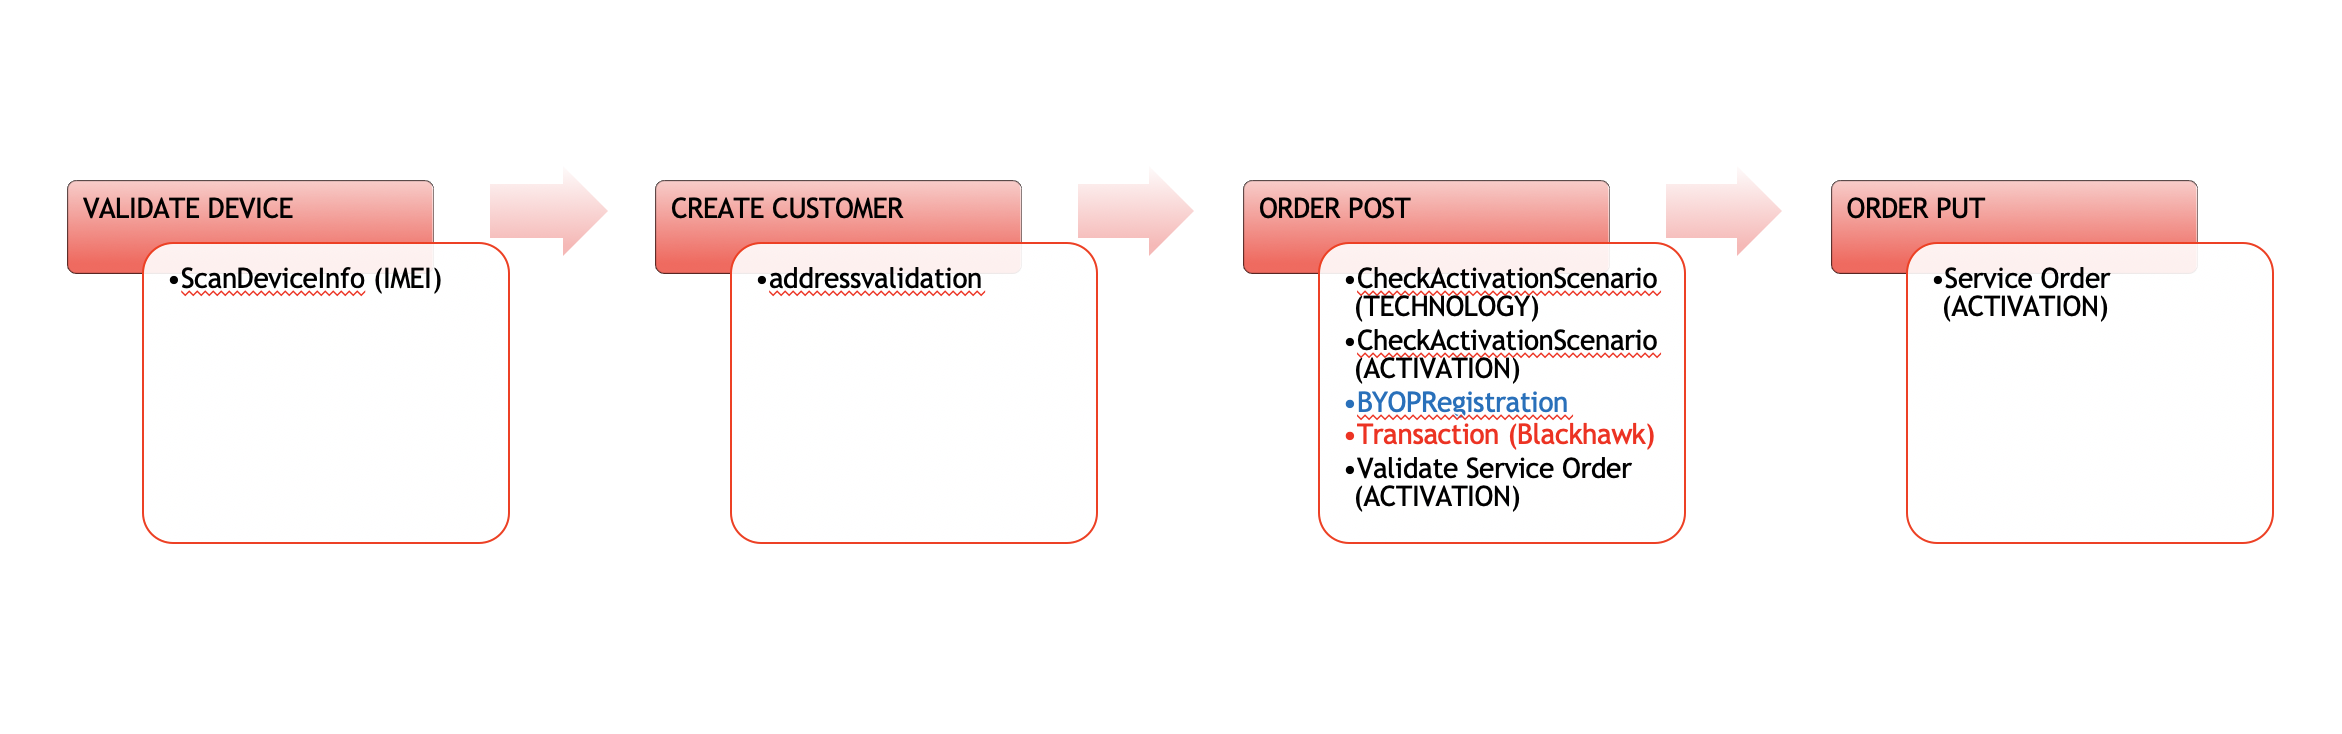 VALIDATE DEVICE
•ScanDeviceInfo (IMEI)
CREATE CUSTOMER
•addressvalidation
ORDER POST
•CheckActivationScenario
(TECHNOLOGY)
•CheckActivationScenario
(ACTIVATION)
•BYOPRegistration
•Transaction (Blackhawk)
•Validate Service Order
(ACTIVATION)
ORDER PUT
•Service Order
(ACTIVATION)